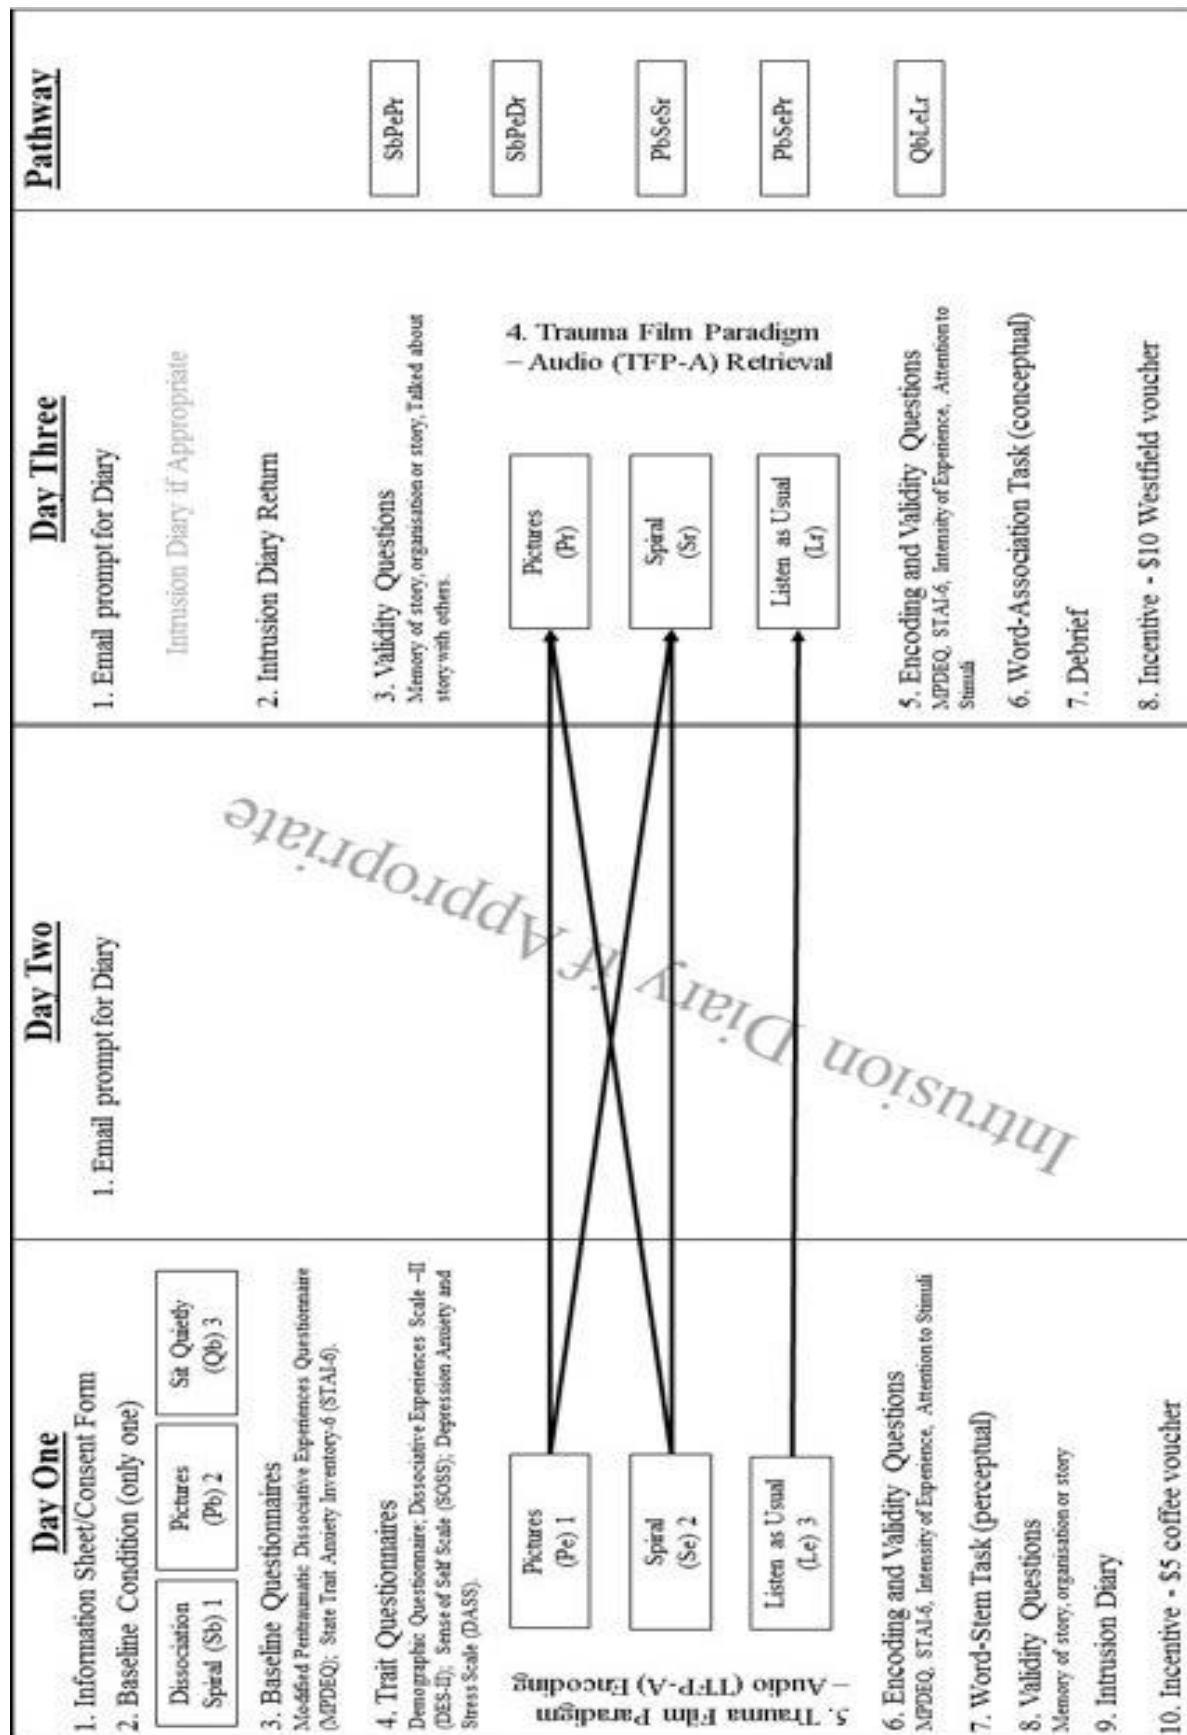 Day One
1. Information Sheet/Consent Form
2. Baseline Condition (only one)
Dissociation
Spiral (Sb) 1
Pictures
(Pb) 2
Sit Quietly
(Qb) 3
3. Baseline Questionnaires
Modified Peritraumatic Dissociative Experiences Questionnaire
(MPDEQ); State Trait Anxiety Inventory-6 (STAI-6).
4. Trait Questionnaires
Demographic Questionnaire; Dissociative Experiences Scale –II
(DES-II); Sense of Self Scale (SOSS); Depression Anxiety and
Stress Scale (DASS).
5. Trauma Film Paradigm
– Audio (TFP-A) Encoding
Pictures
(Pe) 1
Spiral
(Se) 2
Listen as Usual
(Le) 3
6. Encoding and Validity Questions
MPDEQ, STAI-6, Intensity of Experience, Attention to Stimuli
7. Word-Stem Task (perceptual)
8. Validity Questions
Memory of story, organisation or story
9. Intrusion Diary
10. Incentive - $5 coffee voucher
Day Two
1. Email prompt for Diary
Intrusion Diary if Appropriate
Day Three
1. Email prompt for Diary
Intrusion Diary if Appropriate
2. Intrusion Diary Return
3. Validity Questions
Memory of story, organisation or story, Talked about
story with others.
4. Trauma Film Paradigm
– Audio (TFP-A) Retrieval
Pictures
(Pr)
Spiral
(Sr)
Listen as Usual
(Lr)
5. Encoding and Validity Questions
MPDEQ, STAI-6, Intensity of Experience, Attention to
Stimuli
6. Word-Association Task (conceptual)
7. Debrief
8. Incentive - $10 Westfield voucher
Pathway
SbPePr
SbPeDr
PbSeSr
PbSePr
QbLeLr